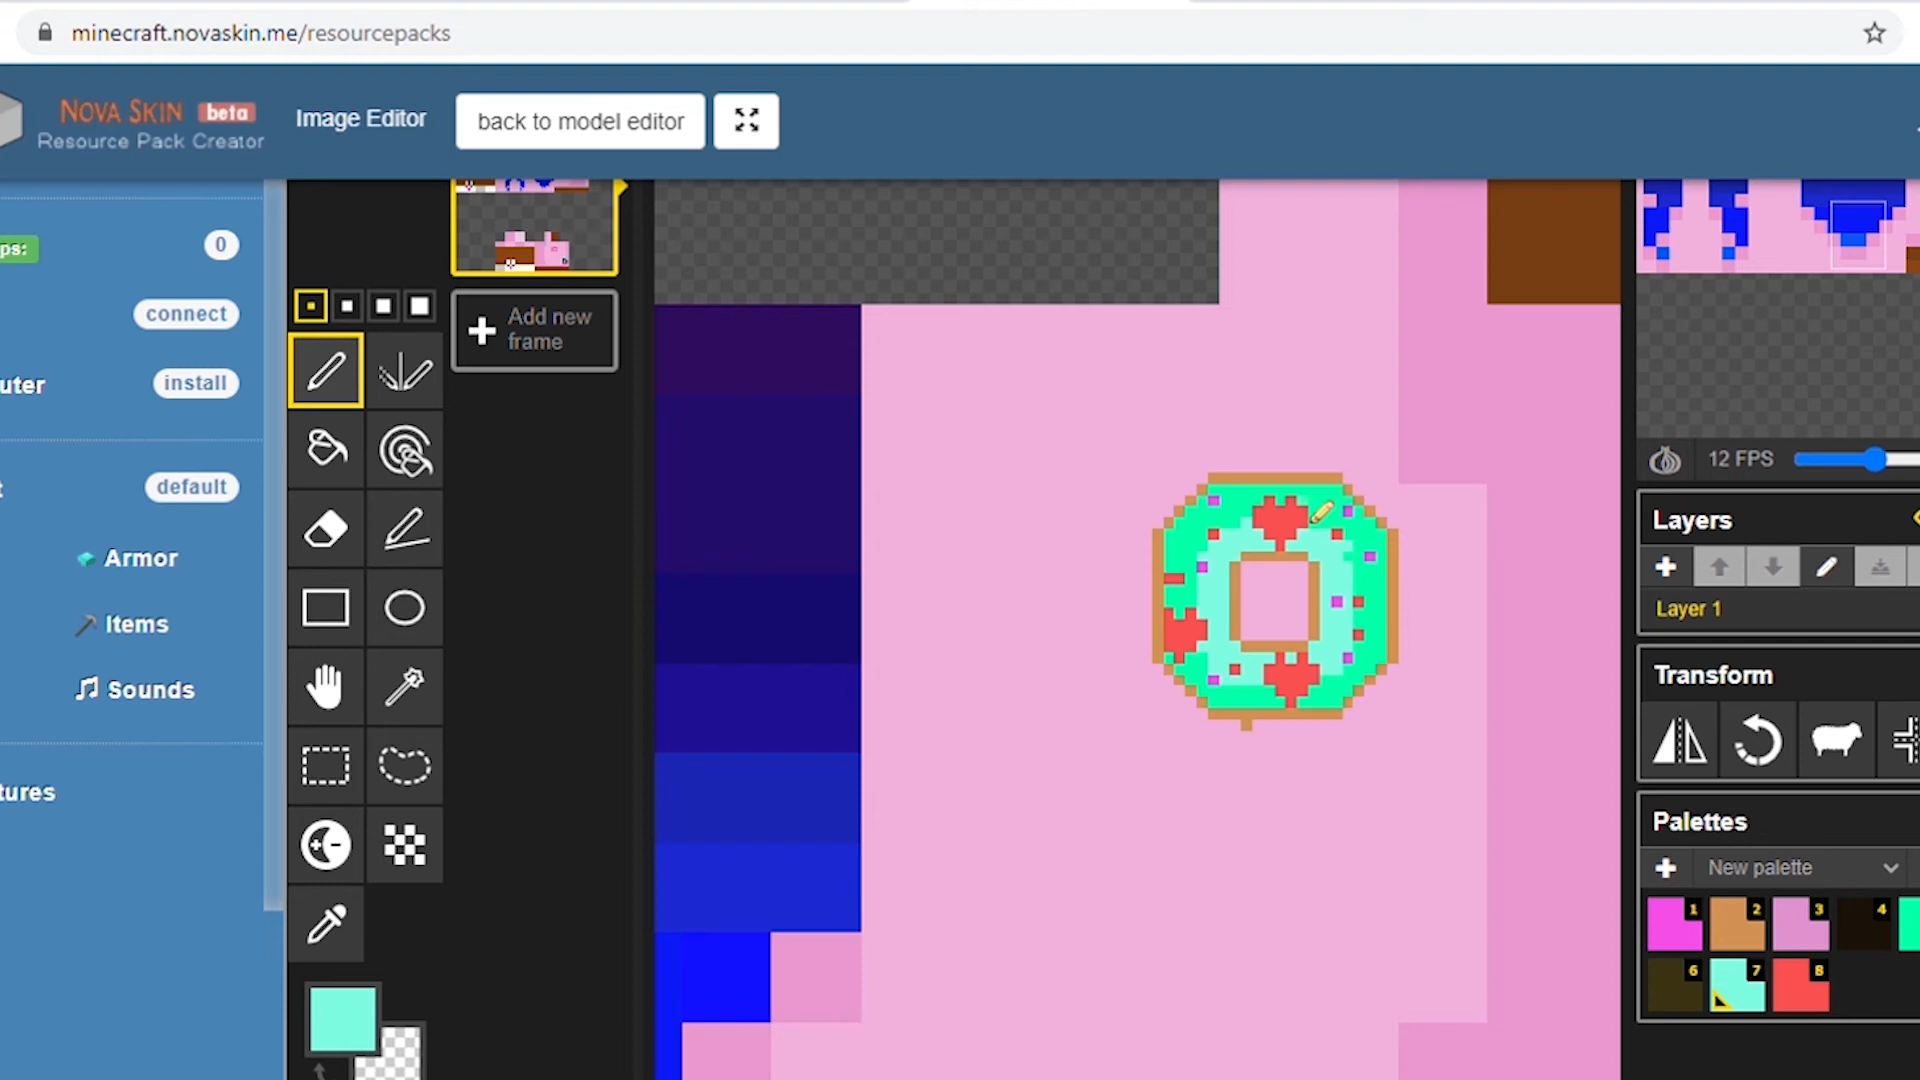 minecraft.novaskin.me/resourcepacks
NOVA SKIN beta
Resource Pack Creator
Image Editor
back to model editor
ps:
0
connect
uter
install
t
default
Armor
Items
Sounds
tures
Add new
frame
12 FPS
Layers
Layer 1
Transform
Palettes
New palette
1
2
3
4
6
7
8